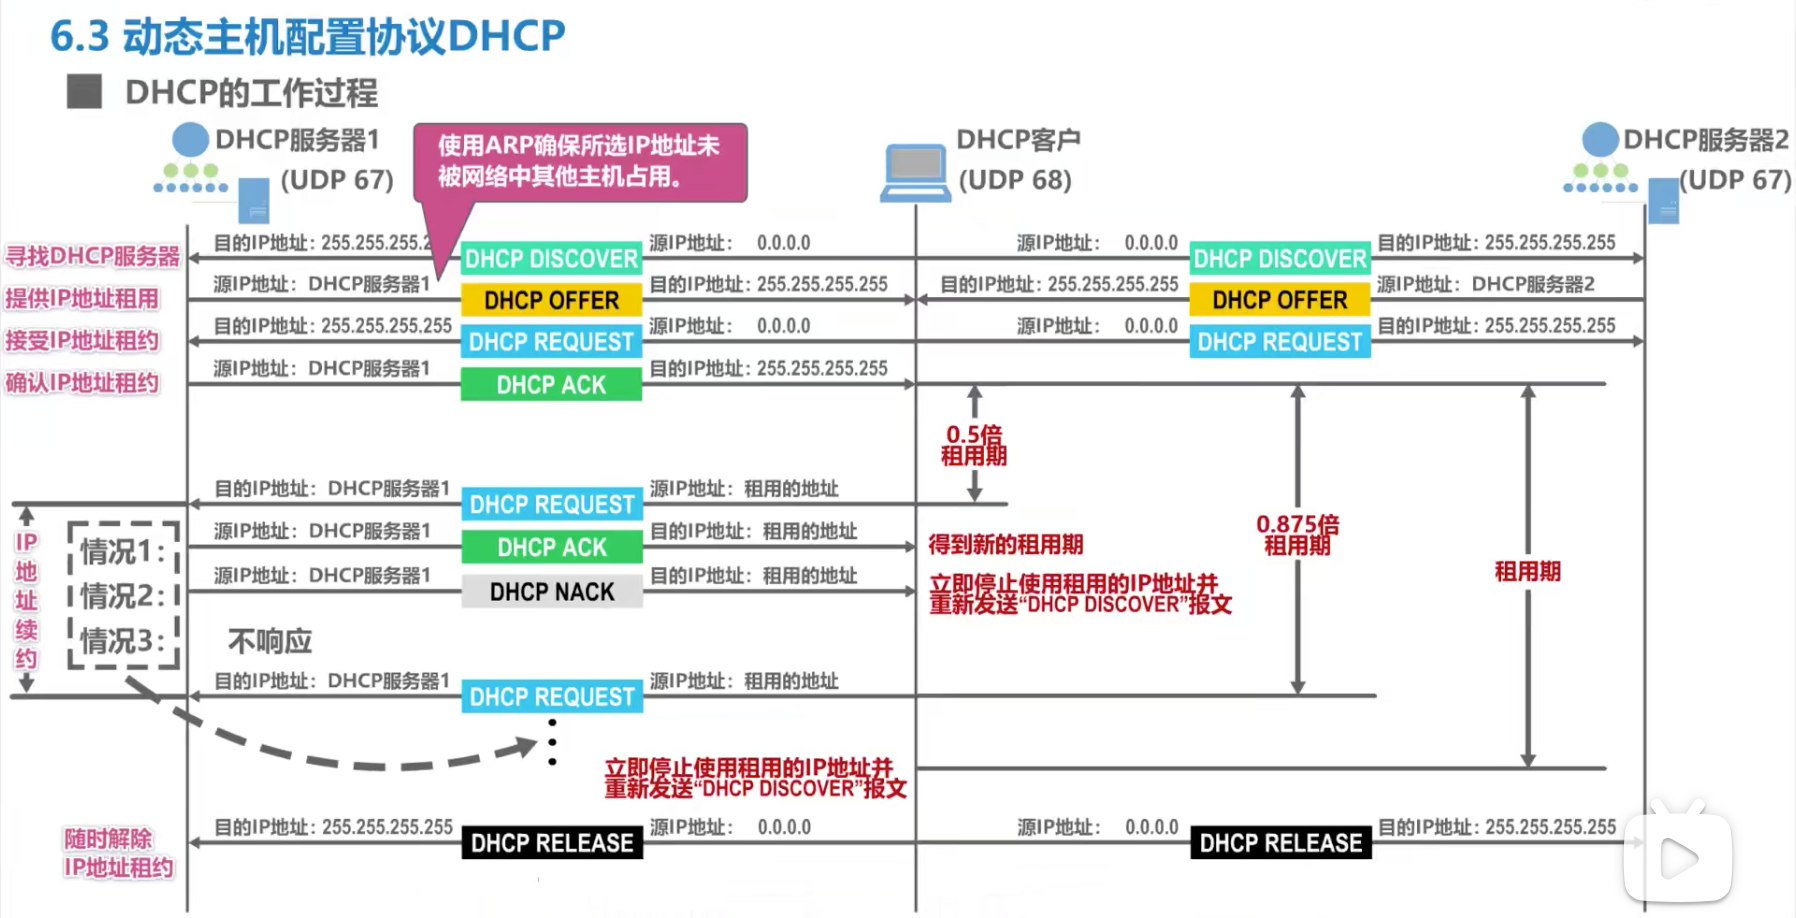 6.3 动态主机配置协议DHCP
DHCP的工作过程
DHCP服务器1
(UDP 67)
使用ARP确保所选IP地址未
被网络中其他主机占用。
DHCP客户
(UDP 68)
DHCP服务器2
(UDP 67)
寻找DHCP服务器
目的IP地址：255.255.255.2
DHCP DISCOVER
源IP地址： 0.0.0.0
源IP地址： 0.0.0.0
DHCP DISCOVER
目的IP地址：255.255.255.255
提供IP地址租用
源IP地址：DHCP服务器1
DHCP OFFER
目的IP地址：255.255.255.255
目的IP地址：255.255.255.255
DHCP OFFER
源IP地址：DHCP服务器2
接受IP地址租约
目的IP地址：255.255.255.255
DHCP REQUEST
源IP地址： 0.0.0.0
源IP地址： 0.0.0.0
DHCP REQUEST
目的IP地址：255.255.255.255
确认IP地址租约
源IP地址：DHCP服务器1
DHCP ACK
目的IP地址：255.255.255.255
0.5倍
租用期
0.875倍
租用期
租用期
IP地址续约
目的IP地址：DHCP服务器1
DHCP REQUEST
源IP地址：租用的地址
情况1：
源IP地址：DHCP服务器1
DHCP ACK
目的IP地址：租用的地址
得到新的租用期
情况2：
源IP地址：DHCP服务器1
DHCP NACK
目的IP地址：租用的地址
立即停止使用租用的IP地址并
重新发送“DHCP DISCOVER”报文
情况3：
不响应
目的IP地址：DHCP服务器1
DHCP REQUEST
源IP地址：租用的地址
立即停止使用租用的IP地址并
重新发送“DHCP DISCOVER”报文
随时解除
IP地址租约
目的IP地址：255.255.255.255
DHCP RELEASE
源IP地址： 0.0.0.0
源IP地址： 0.0.0.0
DHCP RELEASE
目的IP地址：255.255.255.255